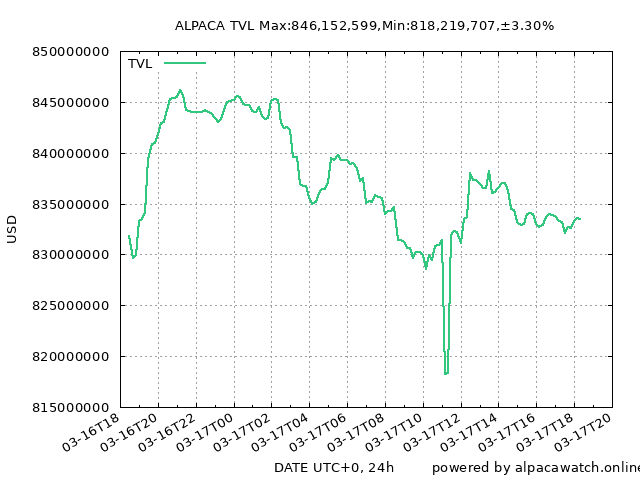 ALPACA TVL Max:846,152,599,Min:818,219,707,±3.30%
850000000
TVL
845000000
840000000
835000000
USD
830000000
825000000
820000000
815000000
03-16T18
03-16T20
03-16T22
03-17T00
03-17T02
03-17T04
03-17T06
03-17T08
03-17T10
03-17T12
03-17T14
03-17T16
03-17T18
03-17T20
DATE UTC+0, 24h
powered by alpacawatch.online